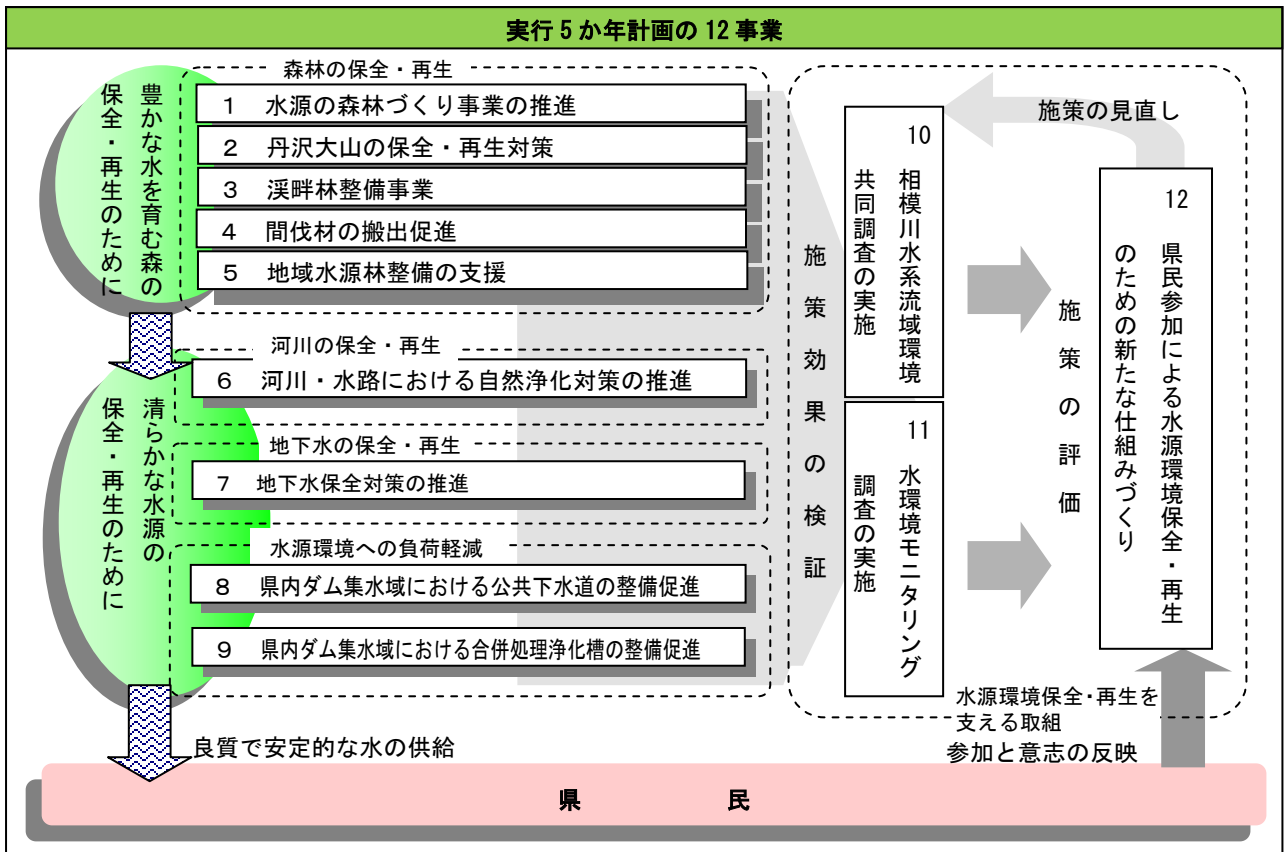 実行5か年計画の12事業
豊かな水を育む森の
保全・再生のために
森林の保全・再生
1 水源の森林づくり事業の推進
2 丹沢大山の保全・再生対策
3 渓畔林整備事業
4 間伐材の搬出促進
5 地域水源林整備の支援
清らかな水源の
保全・再生のために
河川の保全・再生
6 河川・水路における自然浄化対策の推進
地下水の保全・再生
7 地下水保全対策の推進
水源環境への負荷軽減
8 県内ダム集水域における公共下水道の整備促進
9 県内ダム集水域における合併処理浄化槽の整備促進
施策効果の検証
10 相模川水系流域環境
共同調査の実施
11 水環境モニタリング
調査の実施
施策の評価
施策の見直し
12 県民参加による水源環境保全・再生
のための新たな仕組みづくり
水源環境保全・再生を
支える取組
参加と意志の反映
良質で安定的な水の供給
県民